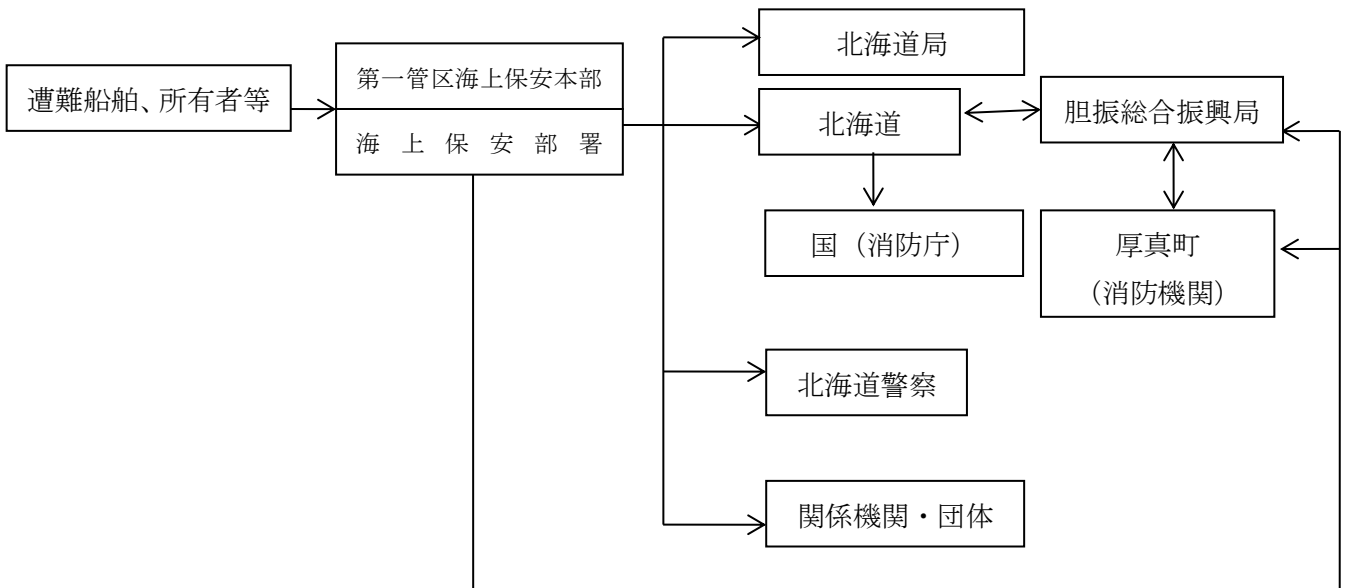 遭難船舶、所有者等
第一管区海上保安本部
海上保安部署
北海道局
北海道
胆振総合振興局
国（消防庁）
厚真町
（消防機関）
北海道警察
関係機関・団体